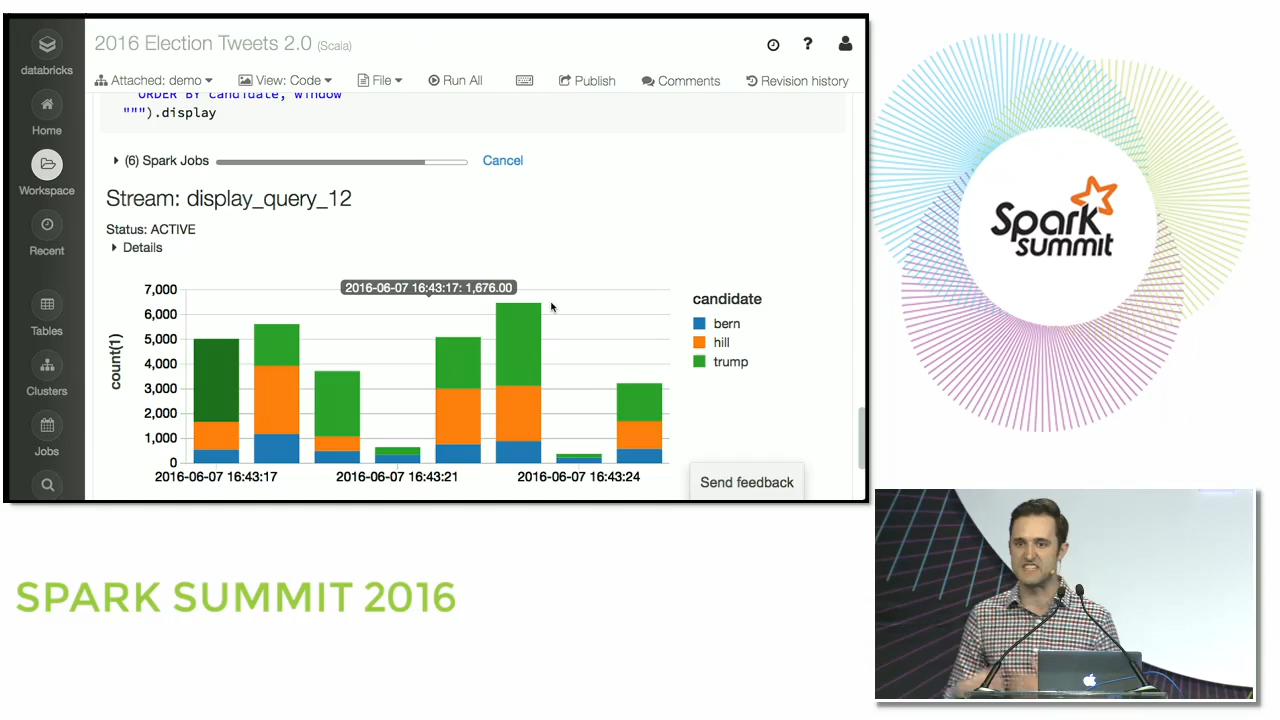 2016 Election Tweets 2.0 (Scala)
databricks
Attached: demo View: Code File Run All Publish Comments Revision history
ORDER BY candidate, window
""").display
Home
(6) Spark Jobs Cancel
Workspace
Stream: display_query_12
Status: ACTIVE
Details
Recent
2016-06-07 16:43:17: 1,676.00
7,000
6,000
5,000
4,000
3,000
2,000
1,000
0
count(1)
2016-06-07 16:43:17 2016-06-07 16:43:21 2016-06-07 16:43:24
candidate
bern
hill
trump
Tables
Clusters
Jobs
Send feedback
Spark
summit
SPARK SUMMIT 2016